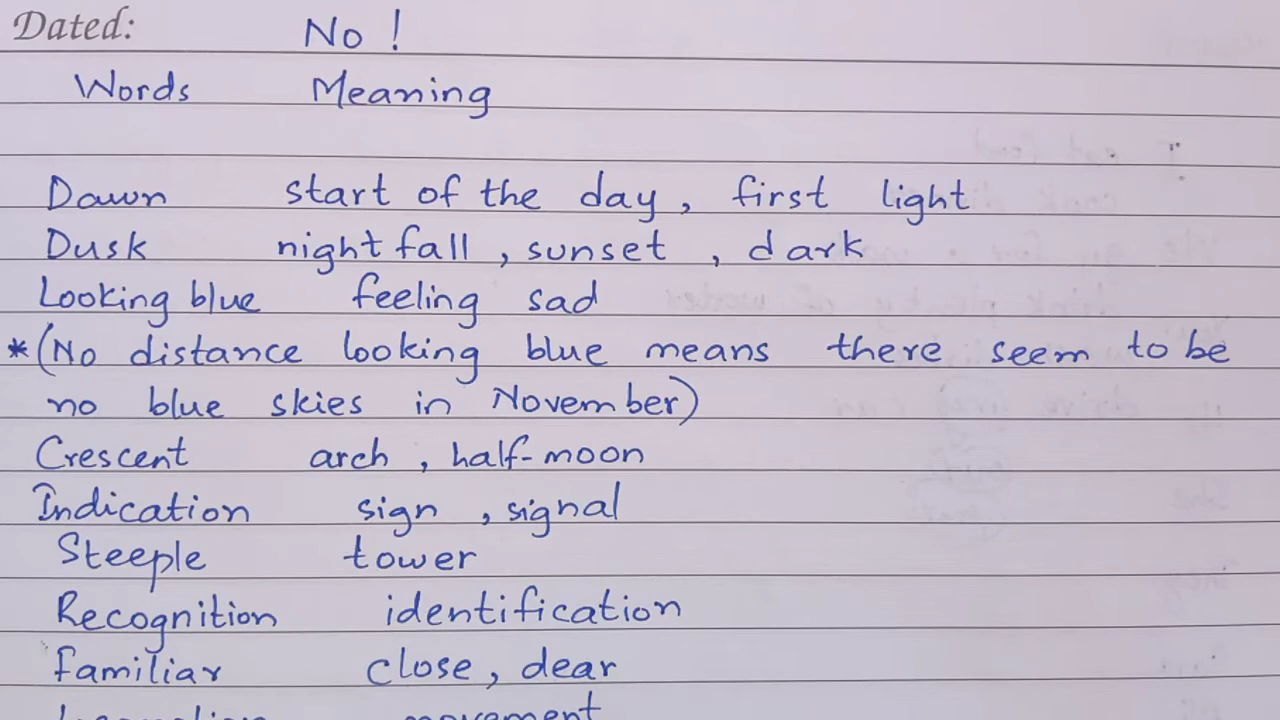 Dated: No !
Words Meaning
Dawn start of the day, first light
Dusk nightfall, sunset, dark
Looking blue feeling sad
*(No distance looking blue means there seem to be
no blue skies in November)
Crescent arch, half-moon
Indication sign, signal
Steeple tower
Recognition identification
Familiar close, dear
movement